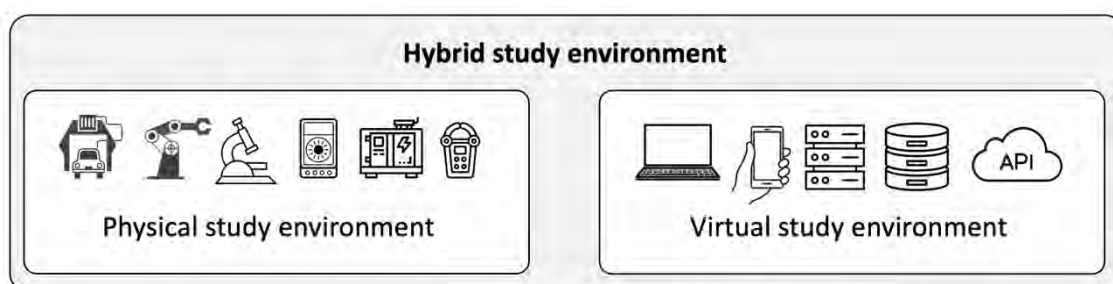 Hybrid study environment
Physical study environment
API
Virtual study environment